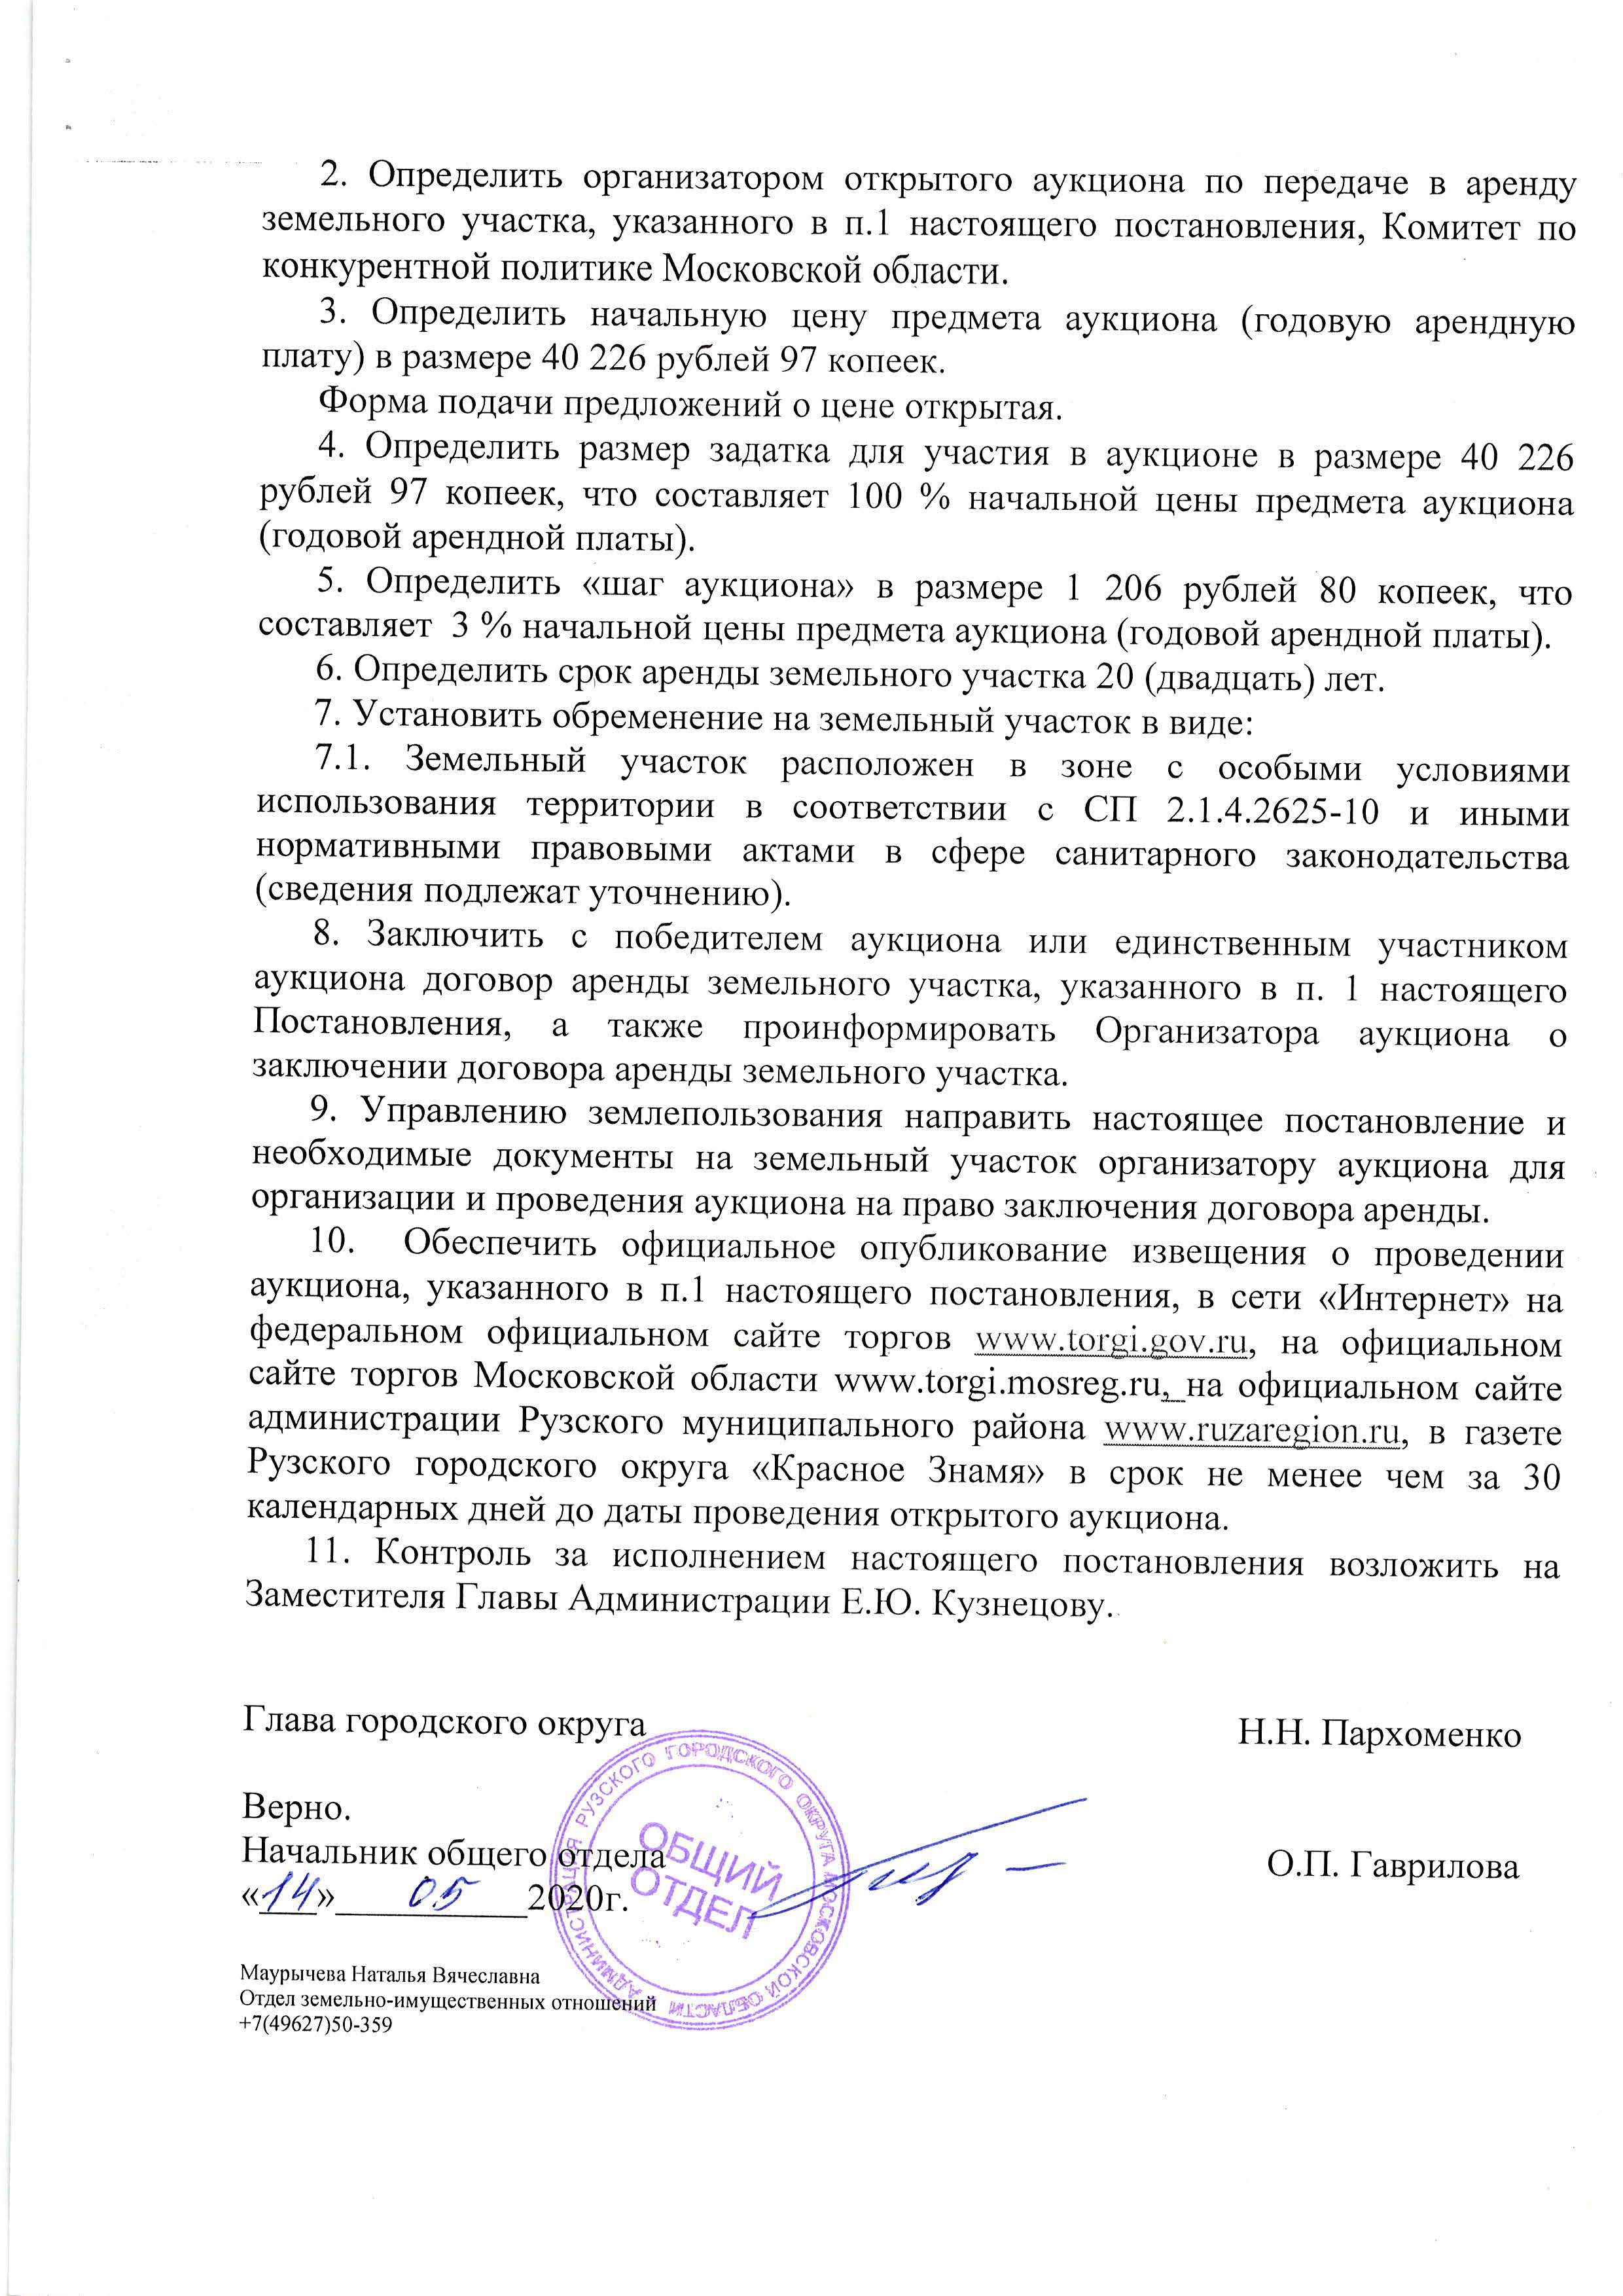 2. Определить организатором открытого аукциона по передаче в аренду
земельного участка, указанного в п.1 настоящего постановления, Комитет по
конкурентной политике Московской области.
3. Определить начальную цену предмета аукциона (годовую арендную
плату) в размере 40 226 рублей 97 копеек.
Форма подачи предложений о цене открытая.
4. Определить размер задатка для участия в аукционе в размере 40 226
рублей 97 копеек, что составляет 100 % начальной цены предмета аукциона
(годовой арендной платы).
5. Определить «шаг аукциона» в размере 1 206 рублей 80 копеек, что
составляет 3 % начальной цены предмета аукциона (годовой арендной платы).
6. Определить срок аренды земельного участка 20 (двадцать) лет.
7. Установить обременение на земельный участок в виде:
7.1. Земельный участок расположен в зоне с особыми условиями
использования территории в соответствии с СП 2.1.4.2625-10 и иными
нормативными правовыми актами в сфере санитарного законодательства
(сведения подлежат уточнению).
8. Заключить с победителем аукциона или единственным участником
аукциона договор аренды земельного участка, указанного в п. 1 настоящего
Постановления, а также проинформировать Организатора аукциона о
заключении договора аренды земельного участка.
9. Управлению землепользования направить настоящее постановление и
необходимые документы на земельный участок организатору аукциона для
организации и проведения аукциона на право заключения договора аренды.
10. Обеспечить официальное опубликование извещения о проведении
аукциона, указанного в п.1 настоящего постановления, в сети «Интернет» на
федеральном официальном сайте торгов www.torgi.gov.ru, на официальном
сайте торгов Московской области www.torgi.mosreg.ru, на официальном сайте
администрации Рузского муниципального района www.ruzaregion.ru, в газете
Рузского городского округа «Красное Знамя» в срок не менее чем за 30
календарных дней до даты проведения открытого аукциона.
11. Контроль за исполнением настоящего постановления возложить на
Заместителя Главы Администрации Е.Ю. Кузнецову.
Глава городского округа Н.Н. Пархоменко
Верно.
Начальник общего отдела О.П. Гаврилова
«14» 05 2020г.
АДМИНИСТРАЦИЯ РУЗСКОГО ГОРОДСКОГО ОКРУГА МОСКОВСКОЙ ОБЛАСТИ
ОБЩИЙ
ОТДЕЛ
Маурычева Наталья Вячеславна
Отдел земельно-имущественных отношений
+7(49627)50-359